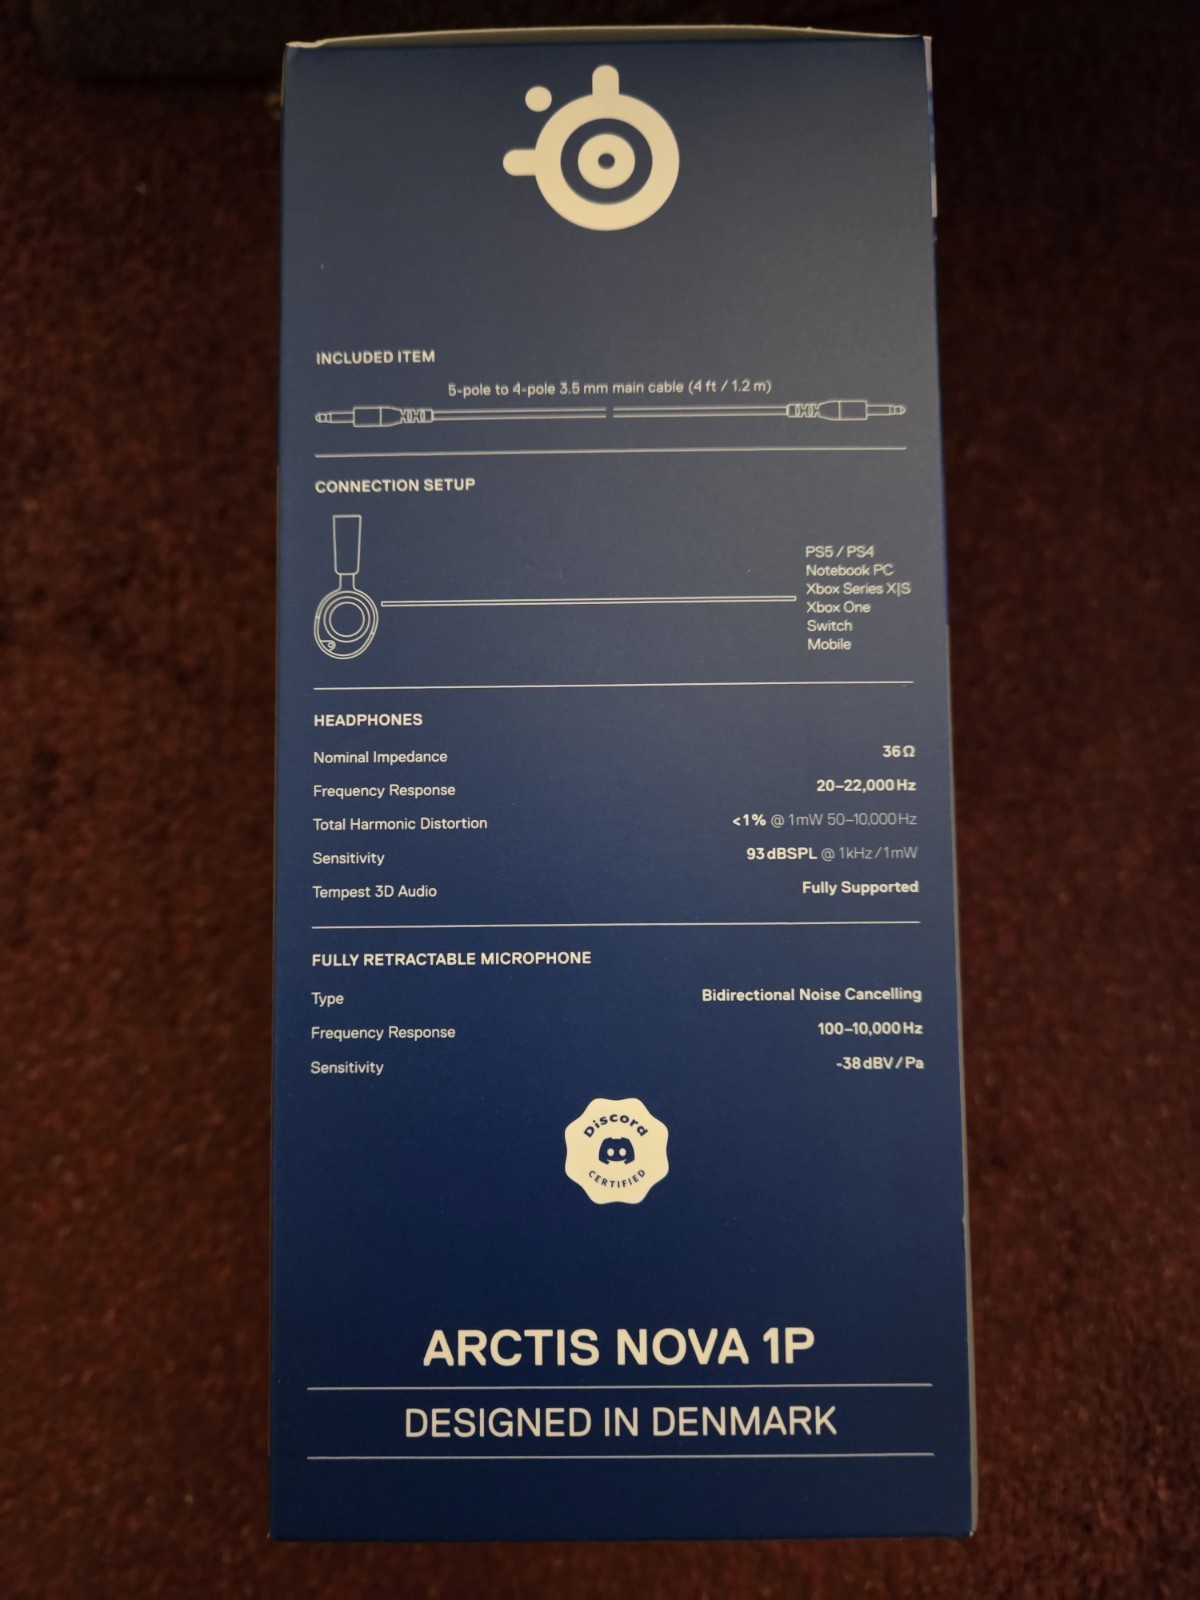 INCLUDED ITEM
5-pole to 4-pole 3.5 mm main cable (4 ft / 1.2 m)
CONNECTION SETUP
PS5 / PS4
Notebook PC
Xbox Series X|S
Xbox One
Switch
Mobile
HEADPHONES
Nominal Impedance 36 Ω
Frequency Response 20–22,000 Hz
Total Harmonic Distortion <1% @ 1mW 50–10,000 Hz
Sensitivity 93 dBSPL @ 1kHz/1mW
Tempest 3D Audio Fully Supported
FULLY RETRACTABLE MICROPHONE
Type Bidirectional Noise Cancelling
Frequency Response 100–10,000 Hz
Sensitivity -38 dBV / Pa
Discord
CERTIFIED
ARCTIS NOVA 1P
DESIGNED IN DENMARK